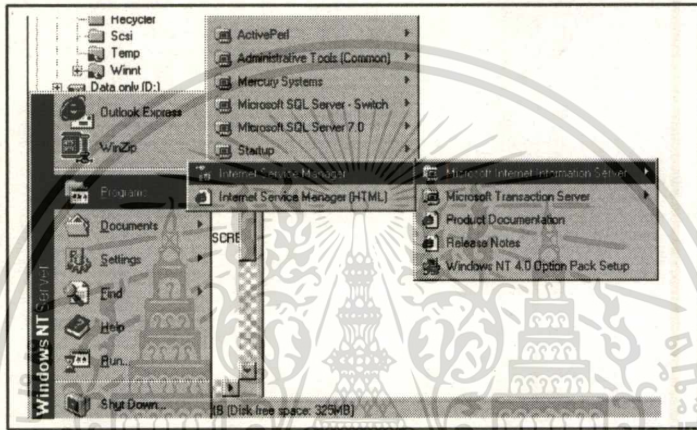 Recycler
Scsi
Temp
Winnt
Data only (D:)
Outlook Express
WinZip
Programs
Documents
Settings
Find
Help
Run...
Shut Down...
Windows NT Server
ActivePerl
Administrative Tools (Common)
Mercury Systems
Microsoft SQL Server - Switch
Microsoft SQL Server 7.0
Startup
Internet Service Manager
Internet Service Manager (HTML)
Microsoft Internet Information Server
Microsoft Transaction Server
Product Documentation
Release Notes
Windows NT 4.0 Option Pack Setup
SCRE
(Disk free space: 325MB)